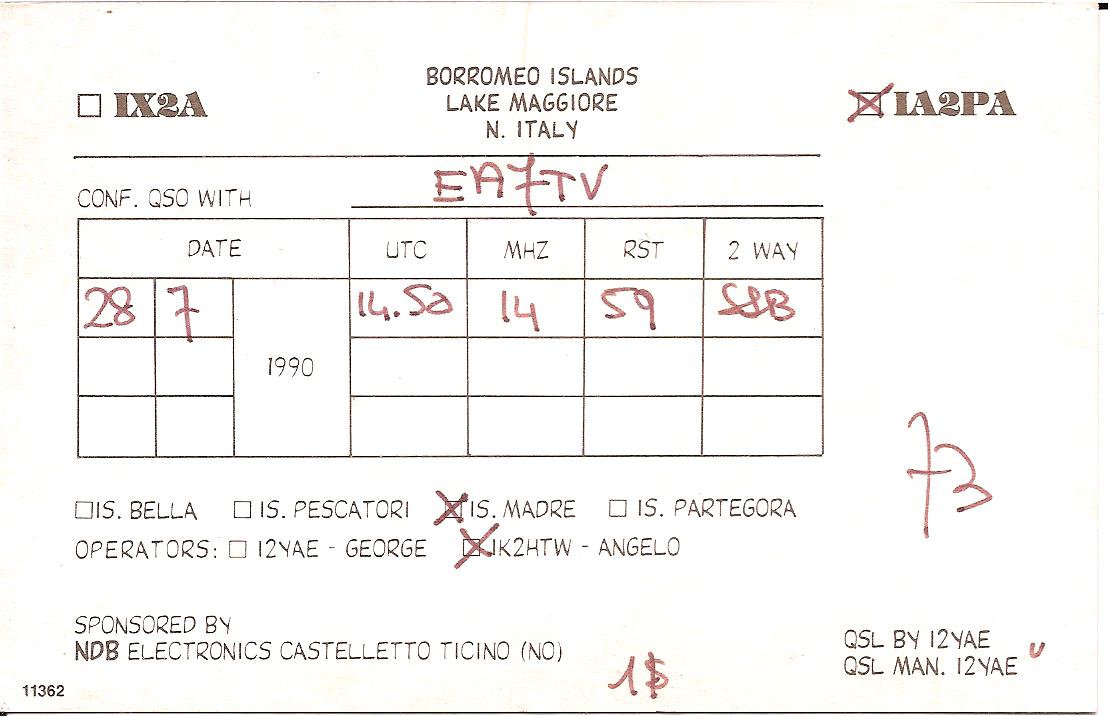 BORROMEO ISLANDS
IX2A LAKE MAGGIORE IA2PA
N. ITALY
CONF. QSO WITH EA7TV
DATE UTC MHZ RST 2 WAY
28 7 14.50 14 59 SSB
1990
73
IS. BELLA IS. PESCATORI IS. MADRE IS. PARTEGORA
OPERATORS: I2YAE - GEORGE IK2HTW - ANGELO
SPONSORED BY
NDB ELECTRONICS CASTELLETTO TICINO (NO)
QSL BY I2YAE
QSL MAN. I2YAE
1$
11362